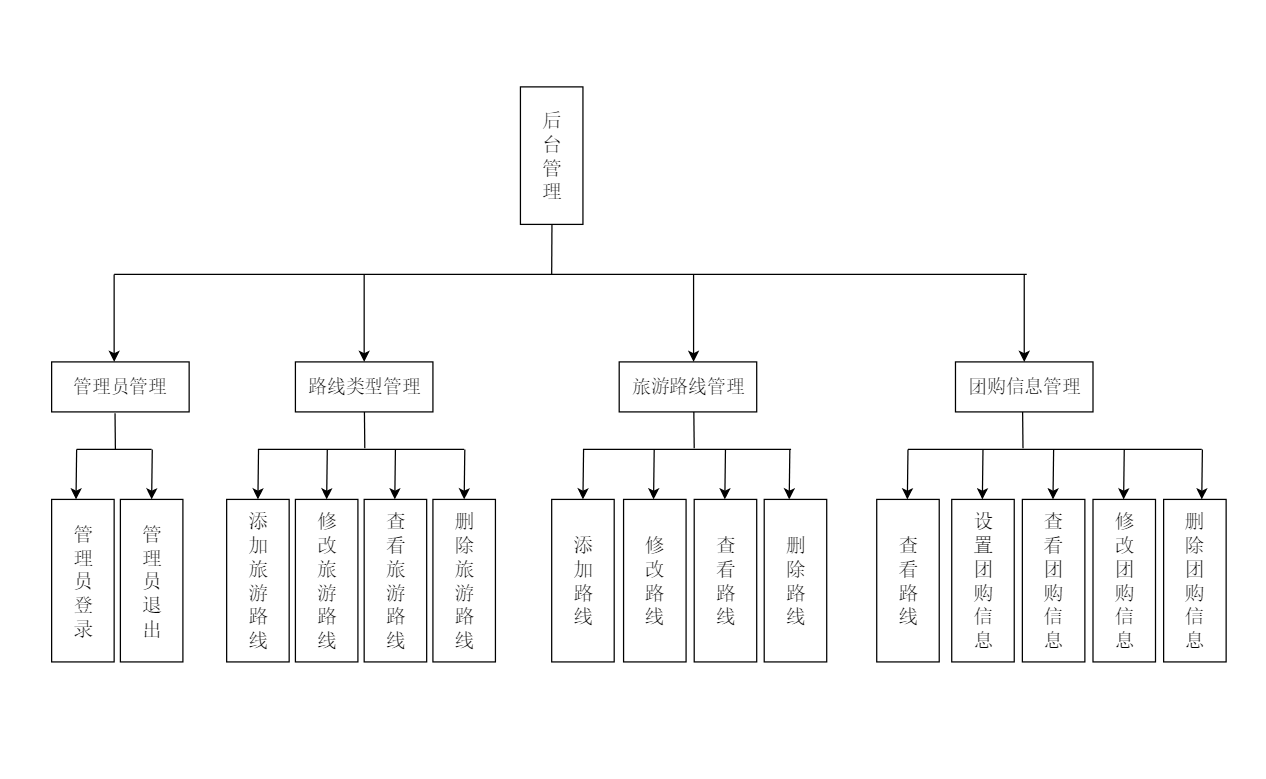 后台管理
管理员管理
路线类型管理
旅游路线管理
团购信息管理
管理员登录
管理员退出
添加旅游路线
修改旅游路线
查看旅游路线
删除旅游路线
添加路线
修改路线
查看路线
删除路线
查看路线
设置团购信息
查看团购信息
修改团购信息
删除团购信息